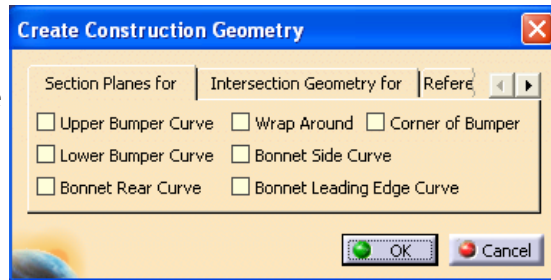 Create Construction Geometry
Section Planes for Intersection Geometry for Refere
Upper Bumper Curve Wrap Around Corner of Bumper
Lower Bumper Curve Bonnet Side Curve
Bonnet Rear Curve Bonnet Leading Edge Curve
OK Cancel